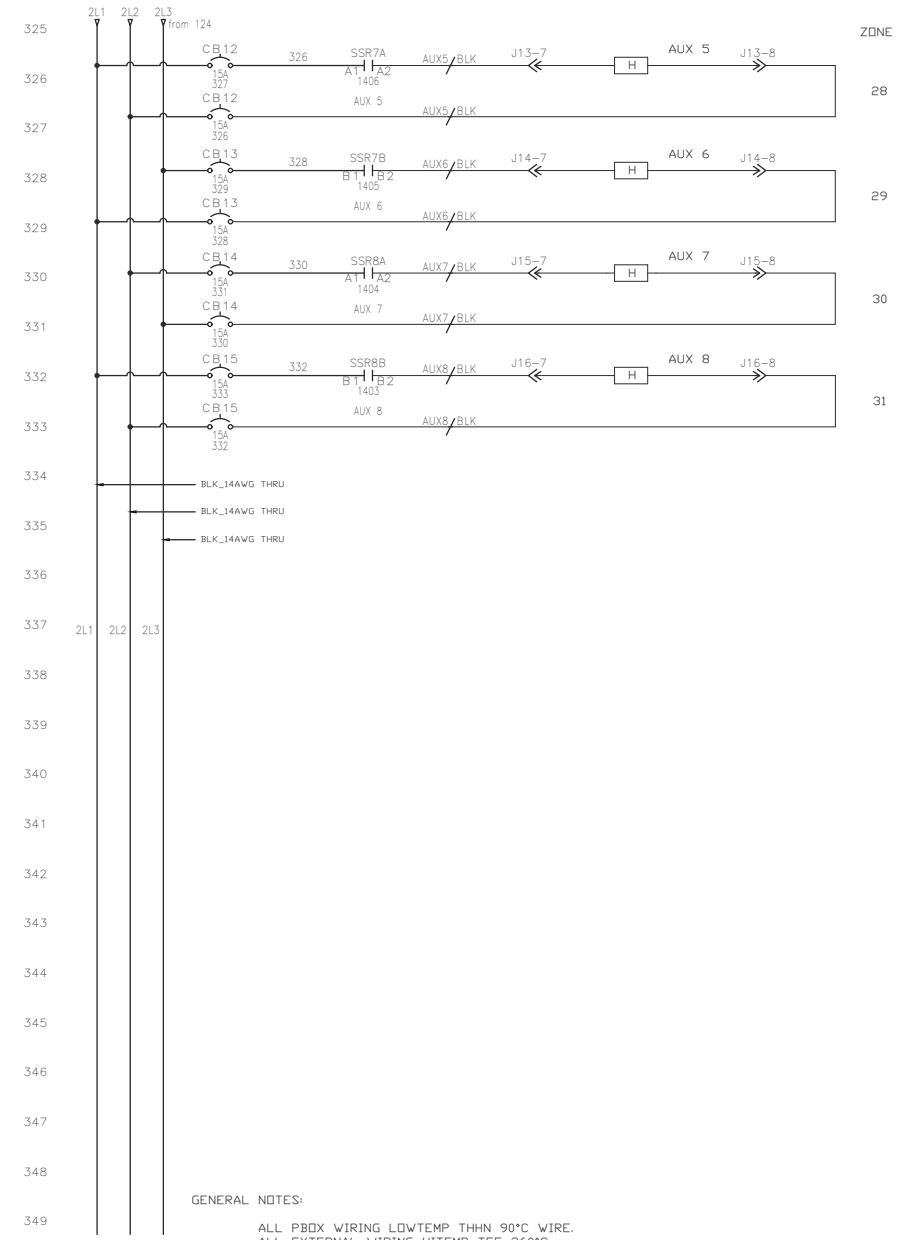 2L1 2L2 2L3
from 124
325
ZONE
CB12 326 SSR7A AUX5 BLK J13-7 AUX 5 J13-8
H
15A A1 A2
327 1406
326
28
CB12 AUX 5
AUX5 BLK
15A
326
327
CB13 328 SSR7B AUX6 BLK J14-7 AUX 6 J14-8
H
15A B1 B2
329 1405
328
29
CB13 AUX 6
AUX6 BLK
15A
328
329
CB14 330 SSR8A AUX7 BLK J15-7 AUX 7 J15-8
H
15A A1 A2
331 1404
330
30
CB14 AUX 7
AUX7 BLK
15A
330
331
CB15 332 SSR8B AUX8 BLK J16-7 AUX 8 J16-8
H
15A B1 B2
333 1403
332
31
CB15 AUX 8
AUX8 BLK
15A
332
333
334
BLK_14AWG THRU
BLK_14AWG THRU
335
BLK_14AWG THRU
336
337
2L1 2L2 2L3
338
339
340
341
342
343
344
345
346
347
348
GENERAL NOTES:
349
ALL PBOX WIRING LOWTEMP THHN 90°C WIRE.
ALL EXTERNAL WIRING HITEMP